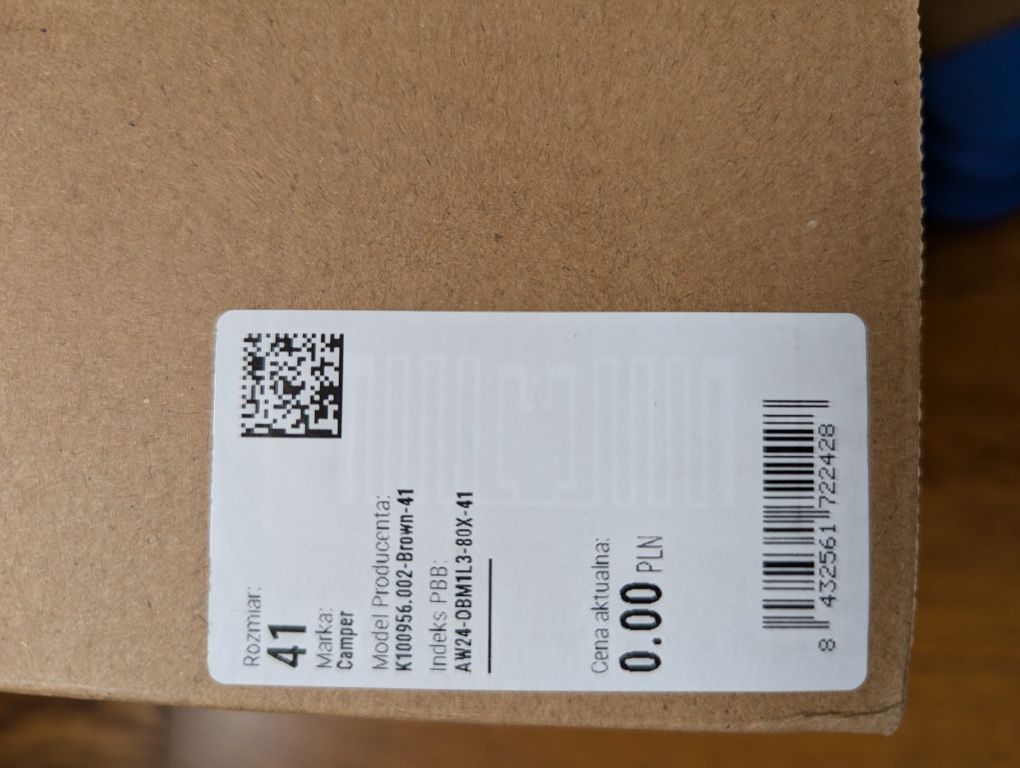 Rozmiar:
41
Marka:
Camper
Model Producenta:
K100956.002-Brown-41
Indeks PBB:
AW24-OBM1L3-80X-41
Cena aktualna:
0.00 PLN
8 432561 722428